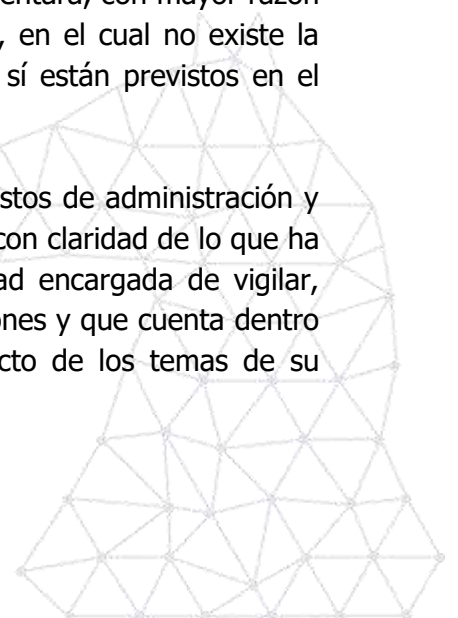 con mayor razón
, en el cual no existe la
sí están previstos en el
stos de administración y
con claridad de lo que ha
ad encargada de vigilar,
ones y que cuenta dentro
cto de los temas de su